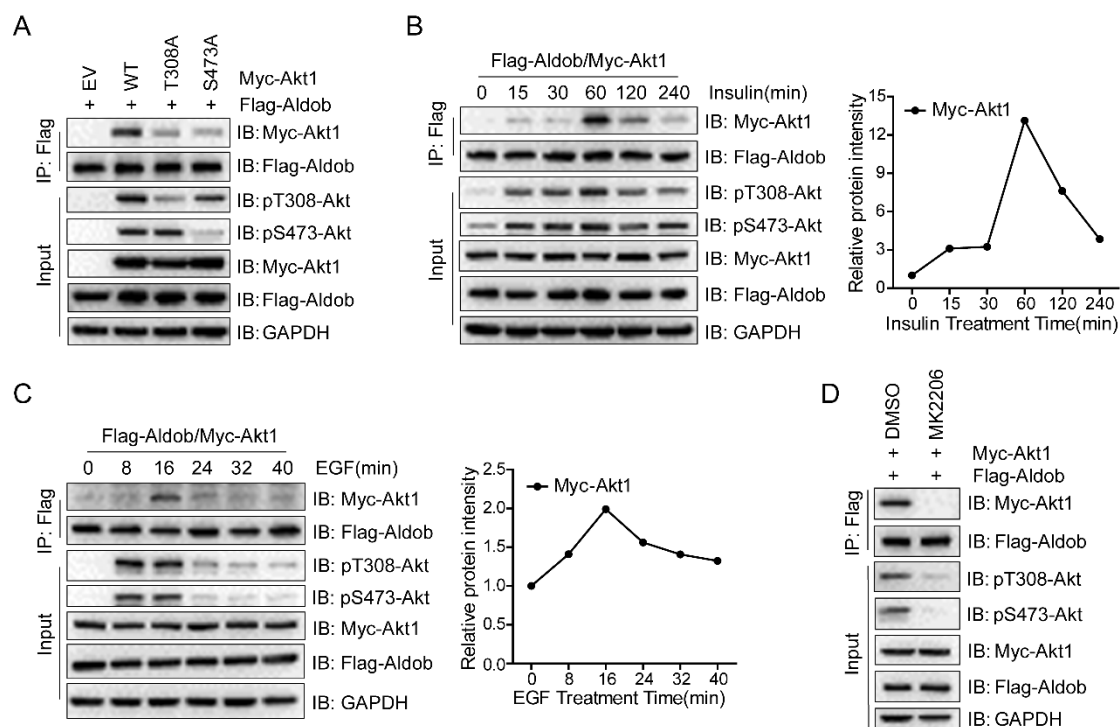 A
EV
WT
T308A
S473A
Myc-Akt1
+ + + + Flag-Aldob
IP: Flag
IB: Myc-Akt1
IB: Flag-Aldob
Input
IB: pT308-Akt
IB: pS473-Akt
IB: Myc-Akt1
IB: Flag-Aldob
IB: GAPDH
B
Flag-Aldob/Myc-Akt1
0 15 30 60 120 240 Insulin(min)
IP: Flag
IB: Myc-Akt1
IB: Flag-Aldob
Input
IB: pT308-Akt
IB: pS473-Akt
IB: Myc-Akt1
IB: Flag-Aldob
IB: GAPDH
Relative protein intensity
15
12
9
6
3
0
Myc-Akt1
0 15 30 60 120 240
Insulin Treatment Time(min)
C
Flag-Aldob/Myc-Akt1
0 8 16 24 32 40 EGF(min)
IP: Flag
IB: Myc-Akt1
IB: Flag-Aldob
Input
IB: pT308-Akt
IB: pS473-Akt
IB: Myc-Akt1
IB: Flag-Aldob
IB: GAPDH
Relative protein intensity
2.5
2.0
1.5
1.0
0.5
0.0
Myc-Akt1
0 8 16 24 32 40
EGF Treatment Time(min)
D
DMSO
MK2206
+ + Myc-Akt1
+ + Flag-Aldob
IP: Flag
IB: Myc-Akt1
IB: Flag-Aldob
Input
IB: pT308-Akt
IB: pS473-Akt
IB: Myc-Akt1
IB: Flag-Aldob
IB: GAPDH